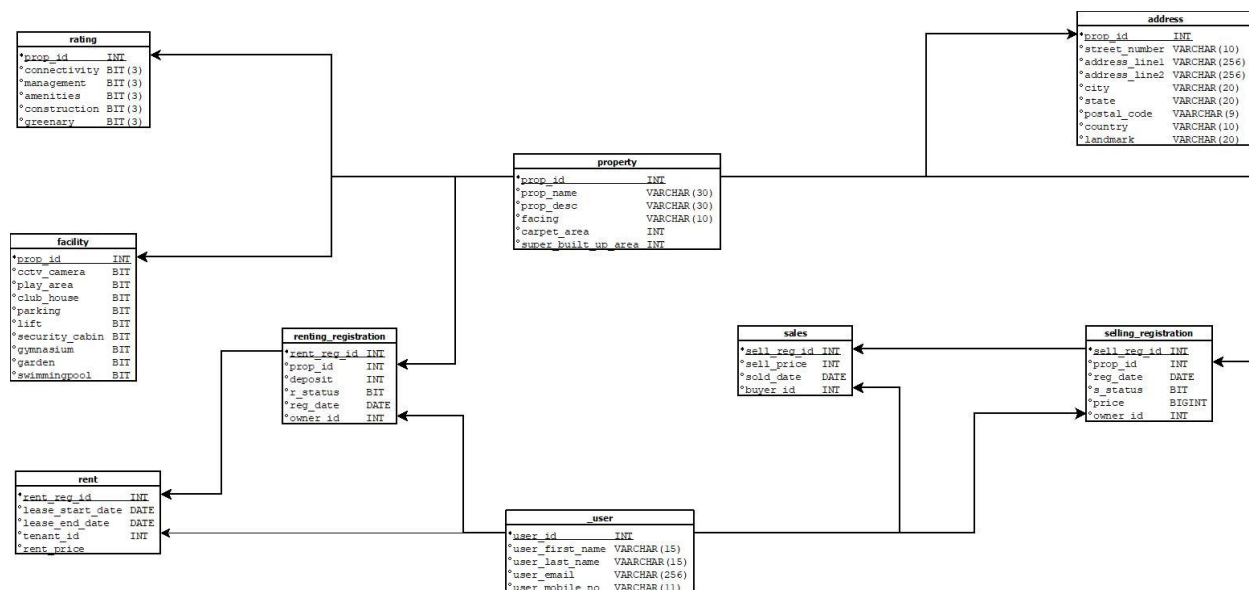 rating
prop_id INT
connectivity BIT(3)
management BIT(3)
amenities BIT(3)
construction BIT(3)
greenary BIT(3)
address
prop_id INT
street_number VARCHAR(10)
address_line1 VARCHAR(256)
address_line2 VARCHAR(256)
city VARCHAR(20)
state VARCHAR(20)
postal_code VAARCHAR(9)
country VARCHAR(10)
landmark VARCHAR(20)
property
prop_id INT
prop_name VARCHAR(30)
prop_desc VARCHAR(30)
facing VARCHAR(10)
carpet_area INT
super_built_up_area INT
facility
prop_id INT
cctv_camera BIT
play_area BIT
club_house BIT
parking BIT
lift BIT
security_cabin BIT
gymnasium BIT
garden BIT
swimmingpool BIT
renting_registration
rent_reg_id INT
prop_id INT
deposit INT
r_status BIT
reg_date DATE
owner_id INT
sales
sell_reg_id INT
sell_price INT
sold_date DATE
buyer_id INT
selling_registration
sell_reg_id INT
prop_id INT
reg_date DATE
s_status BIT
price BIGINT
owner_id INT
rent
rent_reg_id INT
lease_start_date DATE
lease_end_date DATE
tenant_id INT
rent_price
_user
user_id INT
user_first_name VARCHAR(15)
user_last_name VAARCHAR(15)
user_email VARCHAR(256)
user_mobile_no VARCHAR(11)